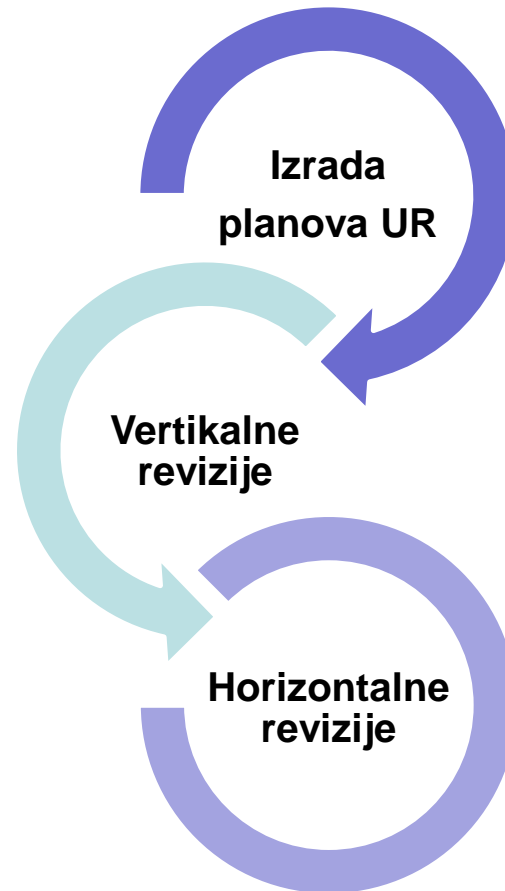 Izrada
planova UR
Vertikalne
revizije
Horizontalne
revizije